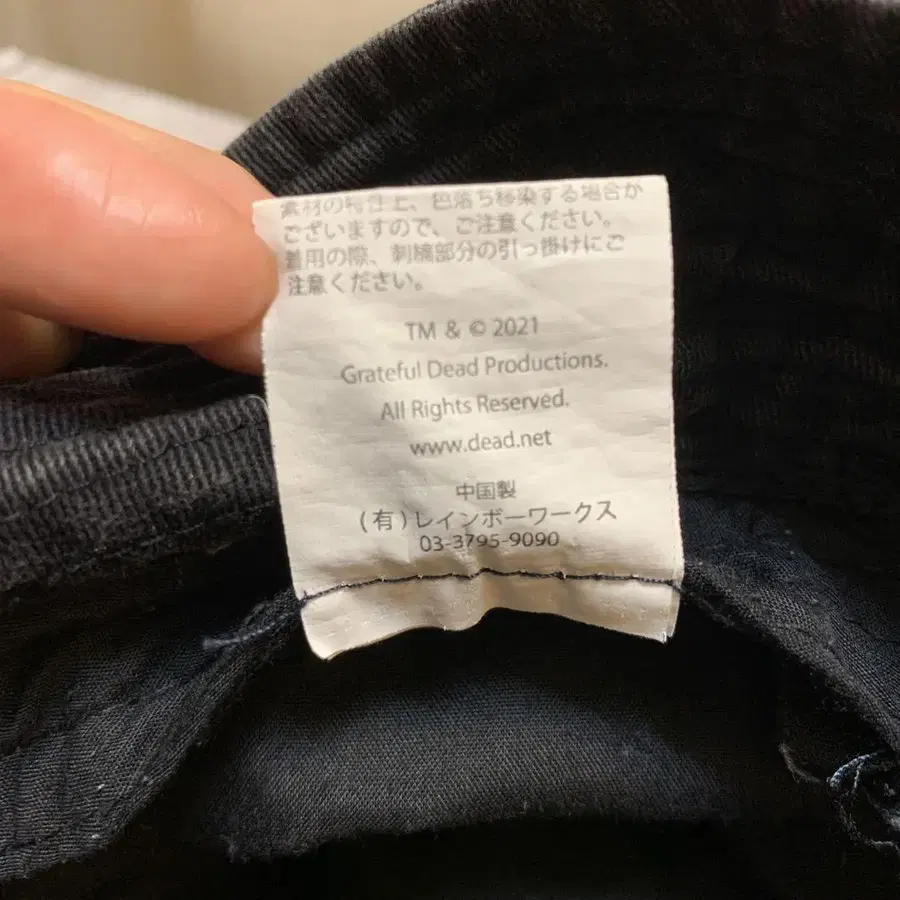 素材の特性上、色落ち移染する場合が
ございますので、ご注意ください。
着用の際、刺繍部分の引っ掛けにご
注意ください。
TM & © 2021
Grateful Dead Productions.
All Rights Reserved.
www.dead.net
中国製
(有)レインボーワークス
03-3795-9090